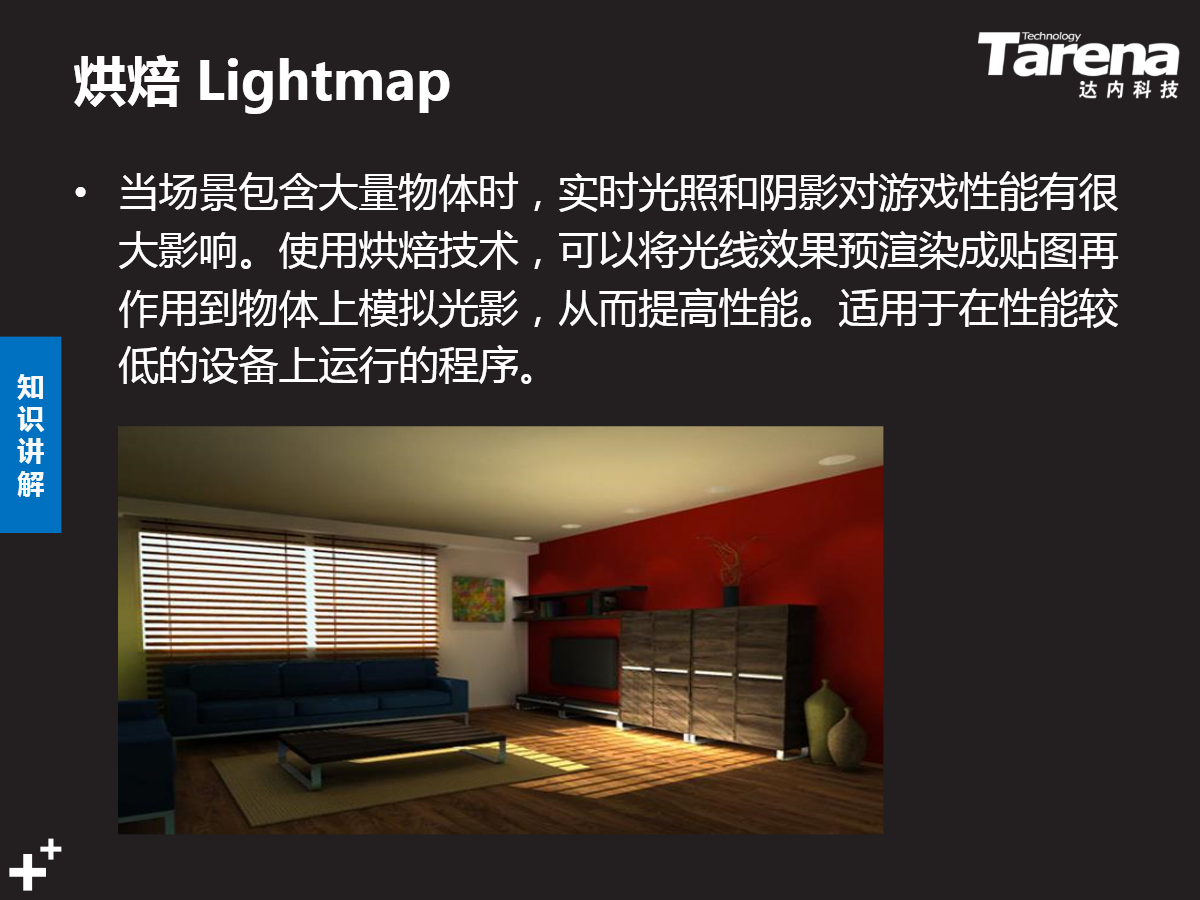 烘焙 Lightmap
Technology
Tarena
达内科技
• 当场景包含大量物体时，实时光照和阴影对游戏性能有很
大影响。使用烘焙技术，可以将光线效果预渲染成贴图再
作用到物体上模拟光影，从而提高性能。适用于在性能较
低的设备上运行的程序。
知
识
讲
解